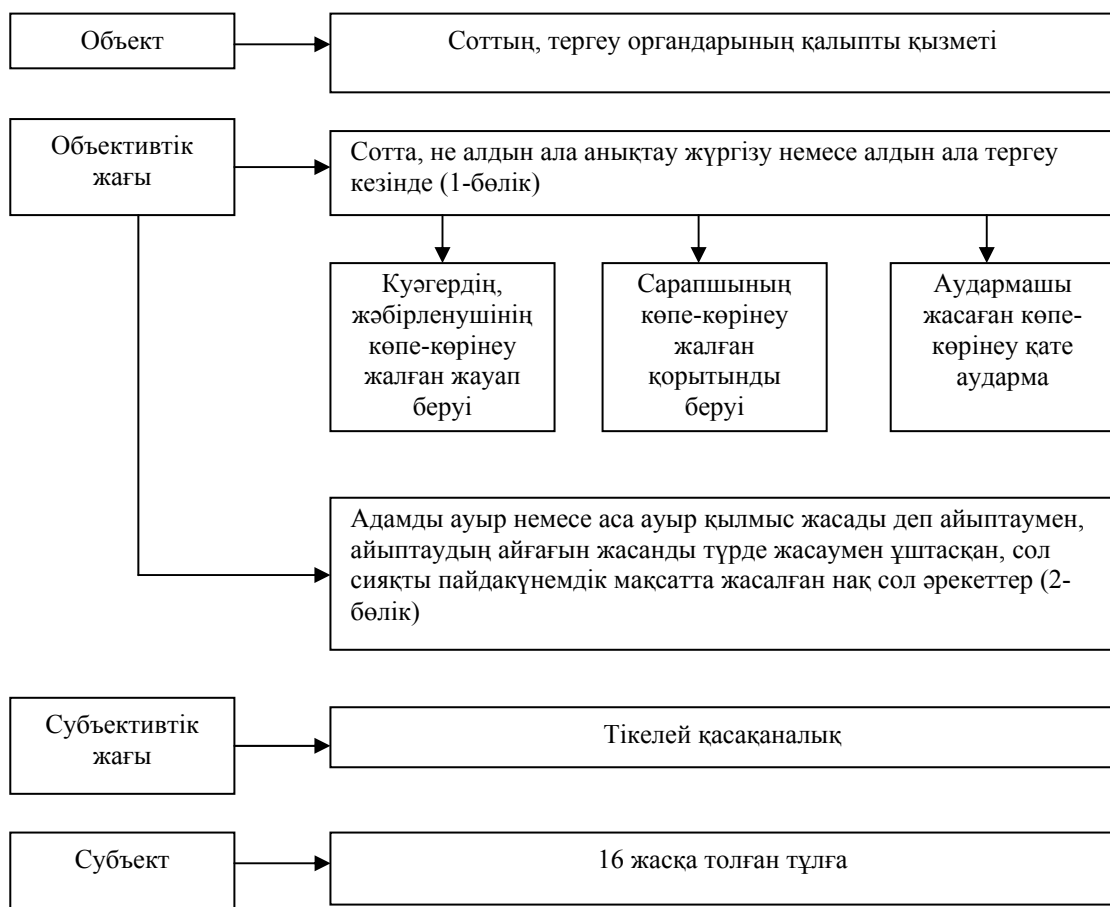 Объект
Соттың, тергеу органдарының қалыпты қызметі
Объективтік
жағы
Сотта, не алдын ала анықтау жүргізу немесе алдын ала тергеу
кезінде (1-бөлік)
Куәгердің,
жәбірленушінің
көпе-көрінеу
жалған жауап
беруі
Сарапшының
көпе-көрінеу
жалған
қорытынды
беруі
Аудармашы
жасаған көпе-
көрінеу қате
аударма
Адамды ауыр немесе аса ауыр қылмыс жасады деп айыптаумен,
айыптаудың айғағын жасанды түрде жасаумен ұштасқан, сол
сияқты пайдакүнемдік мақсатта жасалған нақ сол әрекеттер (2-
бөлік)
Субъективтік
жағы
Тікелей қасақаналық
Субъект
16 жасқа толған тұлға